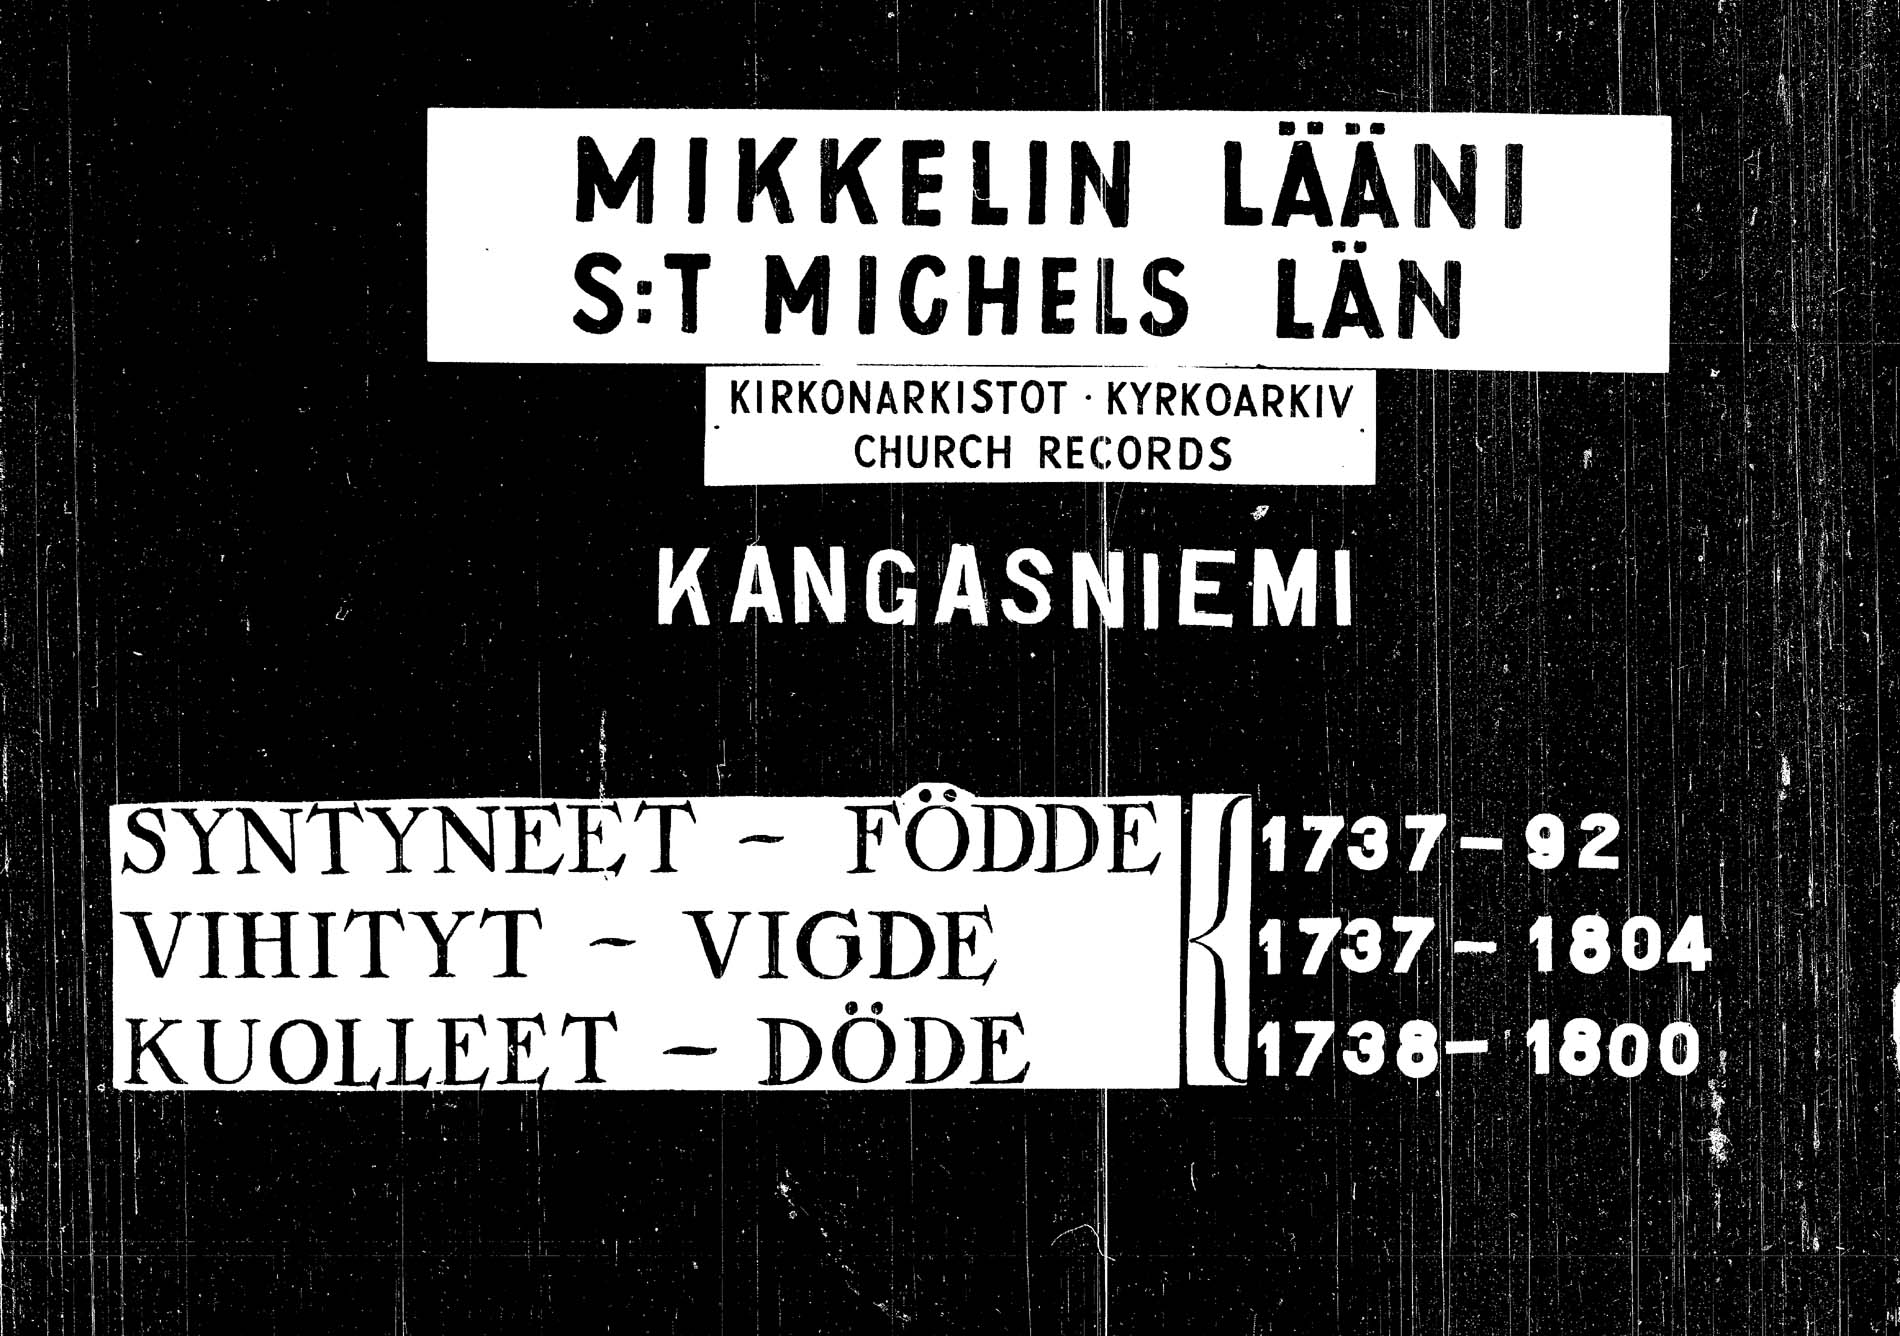 MIKKELIN LÄÄNI
S:T MICHELS LÄN
KIRKONARKISTOT · KYRKOARKIV
CHURCH RECORDS
KANGASNIEMI
SYNTYNEET – FÖDDE { 1737 – 92
VIHITYT – VIGDE 1737 – 1804
KUOLLEET – DÖDE 1738 – 1800